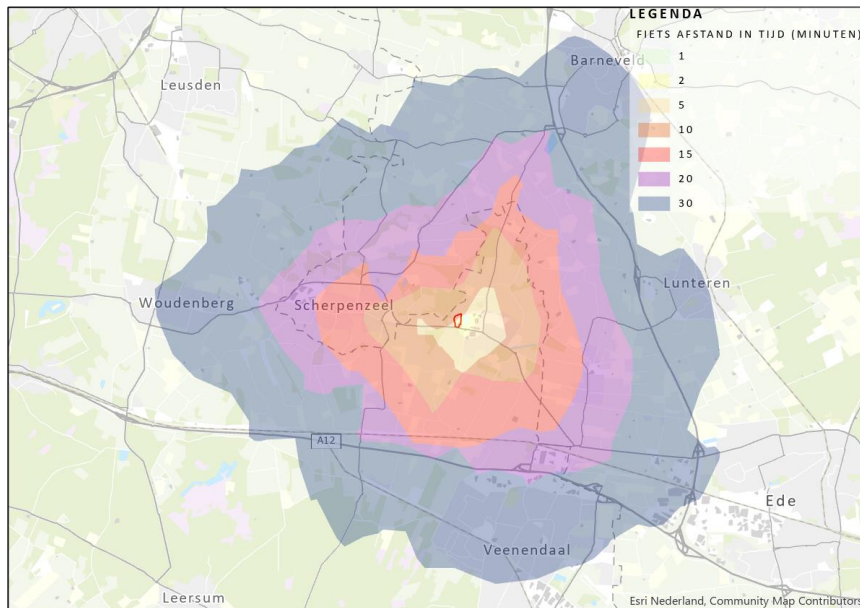 LEGENDA
FIETS AFSTAND IN TIJD (MINUTEN)
1
2
5
10
15
20
30
Barneveld
Leusden
Lunteren
Woudenberg
Scherpenzeel
A12
Ede
Veenendaal
Leersum
Esri Nederland, Community Map Contributors